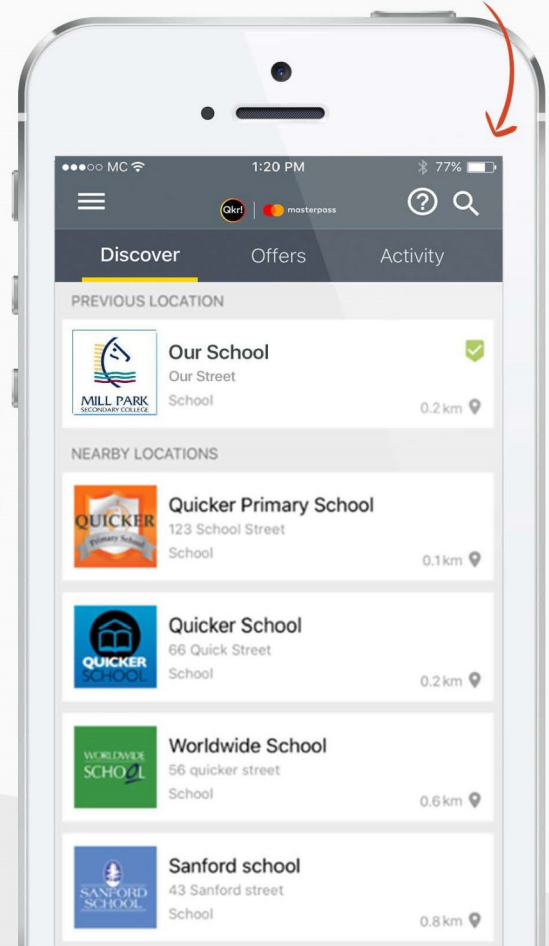 MC
1:20 PM
77%
Qkr!
masterpass
Discover
Offers
Activity
PREVIOUS LOCATION
MILL PARK
SECONDARY COLLEGE
Our School
Our Street
School
0.2 km
NEARBY LOCATIONS
QUICKER
Primary School
Quicker Primary School
123 School Street
School
0.1 km
QUICKER
SCHOOL
Quicker School
66 Quick Street
School
0.2 km
WORLDWIDE
SCHOOL
Worldwide School
56 quicker street
School
0.6 km
SANFORD
SCHOOL
Sanford school
43 Sanford street
School
0.8 km